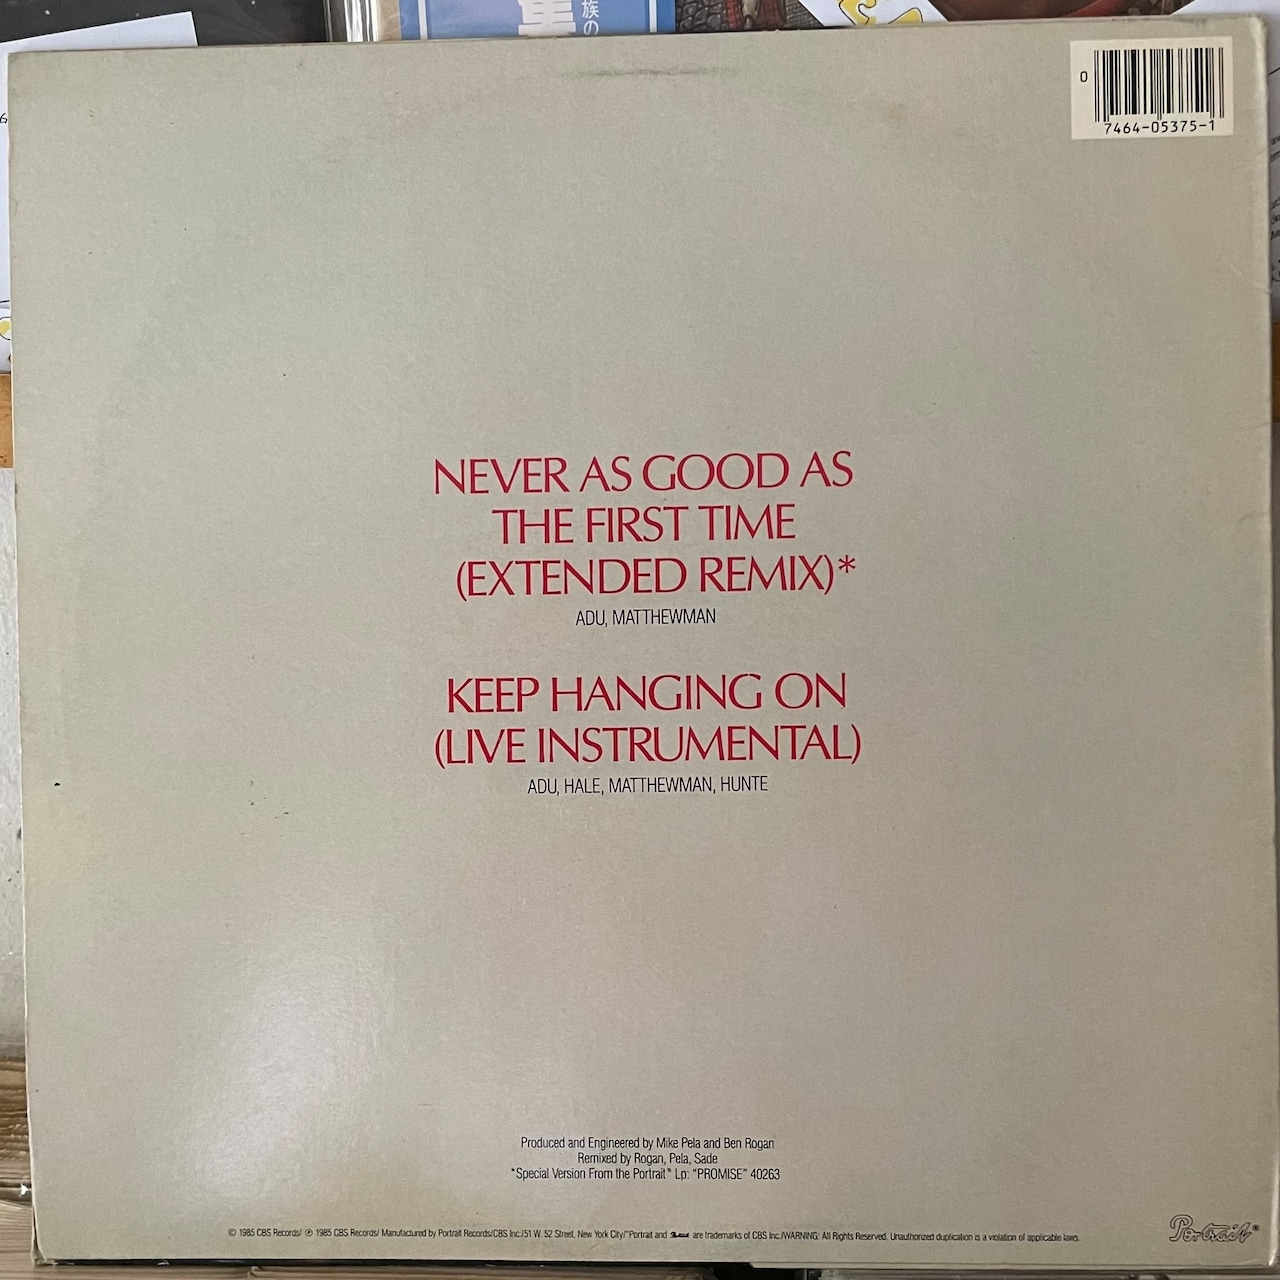 族の
0
7464-05375-1
NEVER AS GOOD AS
THE FIRST TIME
(EXTENDED REMIX)*
ADU, MATTHEWMAN
KEEP HANGING ON
(LIVE INSTRUMENTAL)
ADU, HALE, MATTHEWMAN, HUNTE
Produced and Engineered by Mike Pela and Ben Rogan
Remixed by Rogan, Pela, Sade
*Special Version From the Portrait® Lp: "PROMISE" 40263
© 1985 CBS Records/ ℗ 1985 CBS Records/ Manufactured by Portrait Records/CBS Inc./51 W. 52 Street, New York City/"Portrait and are trademarks of CBS Inc./WARNING: All Rights Reserved. Unauthorized duplication is a violation of applicable laws.
Portrait®